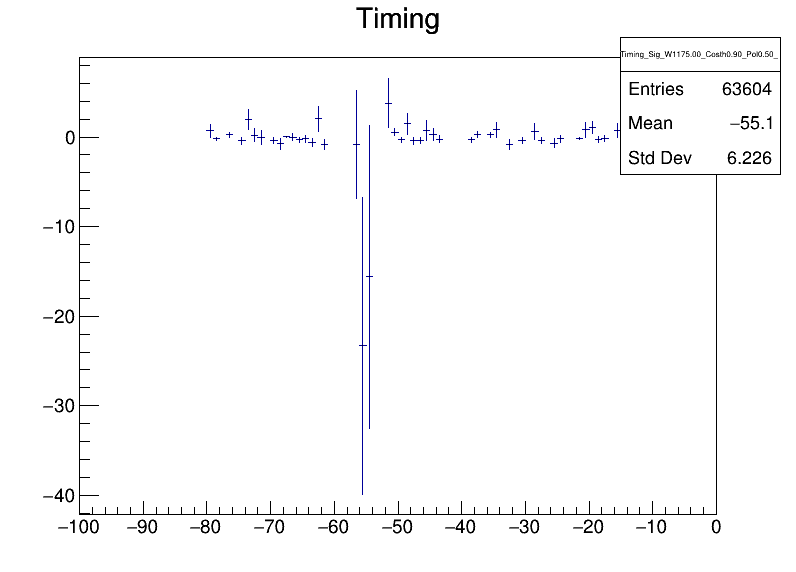 Timing
Timing_Sig_W1175.00_Costh0.90_Pol0.50_
Entries 63604
Mean −55.1
Std Dev 6.226
0
−10
−20
−30
−40
−100 −90 −80 −70 −60 −50 −40 −30 −20 −10 0